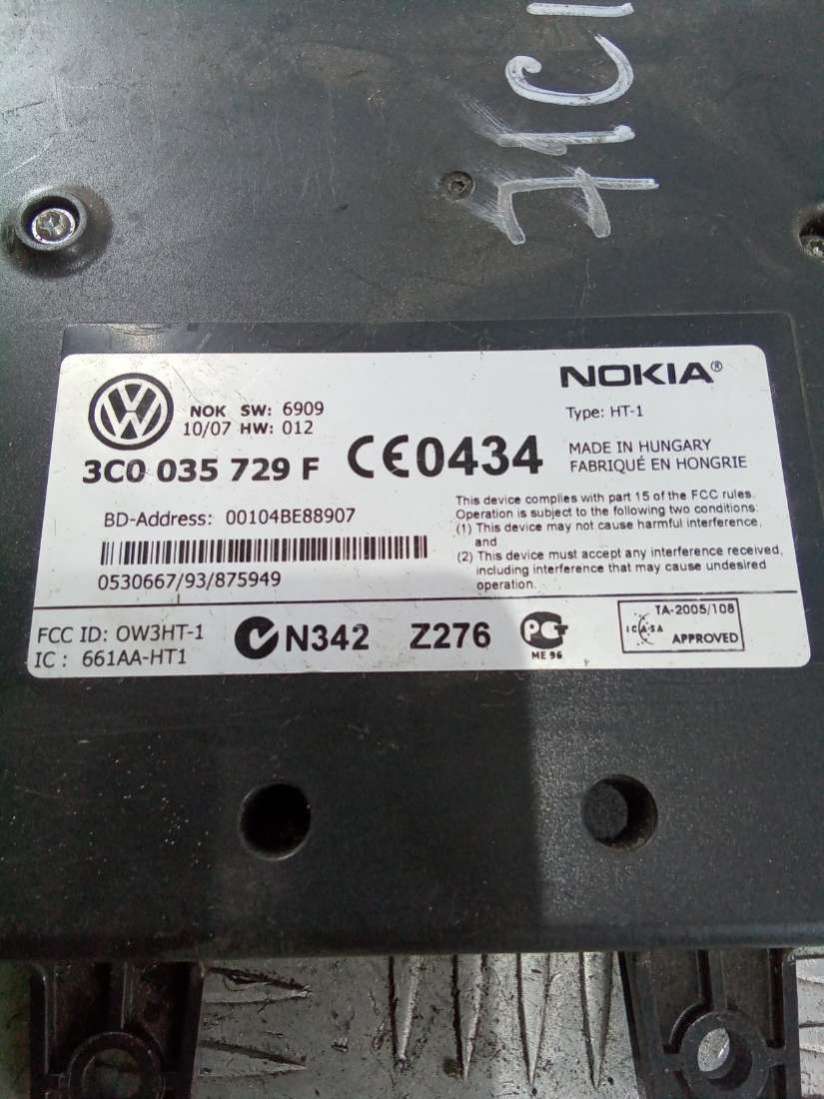 71C1
NOKIA®
NOK SW: 6909
10/07 HW: 012
Type: HT-1
3C0 035 729 F
CE0434
MADE IN HUNGARY
FABRIQUÉ EN HONGRIE
BD-Address: 00104BE88907
0530667/93/875949
This device complies with part 15 of the FCC rules.
Operation is subject to the following two conditions:
(1) This device may not cause harmful interference,
and
(2) This device must accept any interference received,
including interference that may cause undesired
operation.
FCC ID: OW3HT-1
IC : 661AA-HT1
N342
Z276
ME 96
TA-2005/108
ICASA
APPROVED